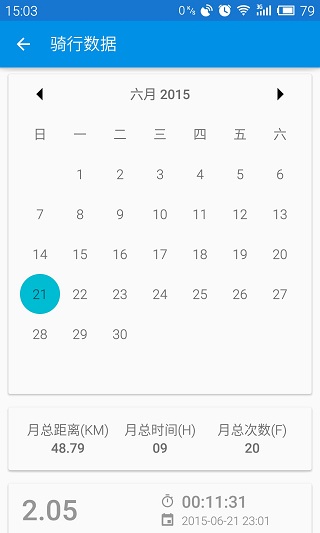 15:03 0% 3G 79
骑行数据
六月 2015
日 一 二 三 四 五 六
1 2 3 4 5 6
7 8 9 10 11 12 13
14 15 16 17 18 19 20
21 22 23 24 25 26 27
28 29 30
月总距离(KM) 月总时间(H) 月总次数(F)
48.79 09 20
2.05 00:11:31
2015-06-21 23:01